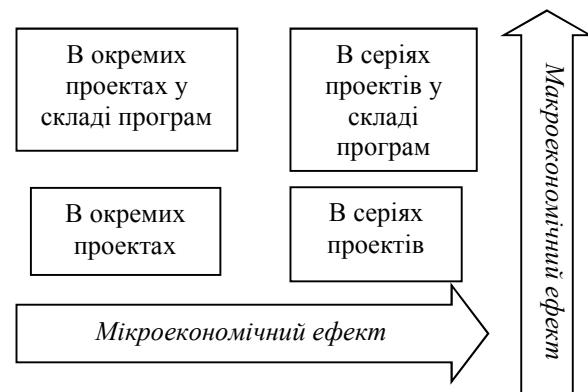 В окремих
проектах у
складі програм
В серіях
проектів у
складі
програм
В окремих
проектах
В серіях
проектів
Мікроекономічний ефект
Макроекономічний ефект